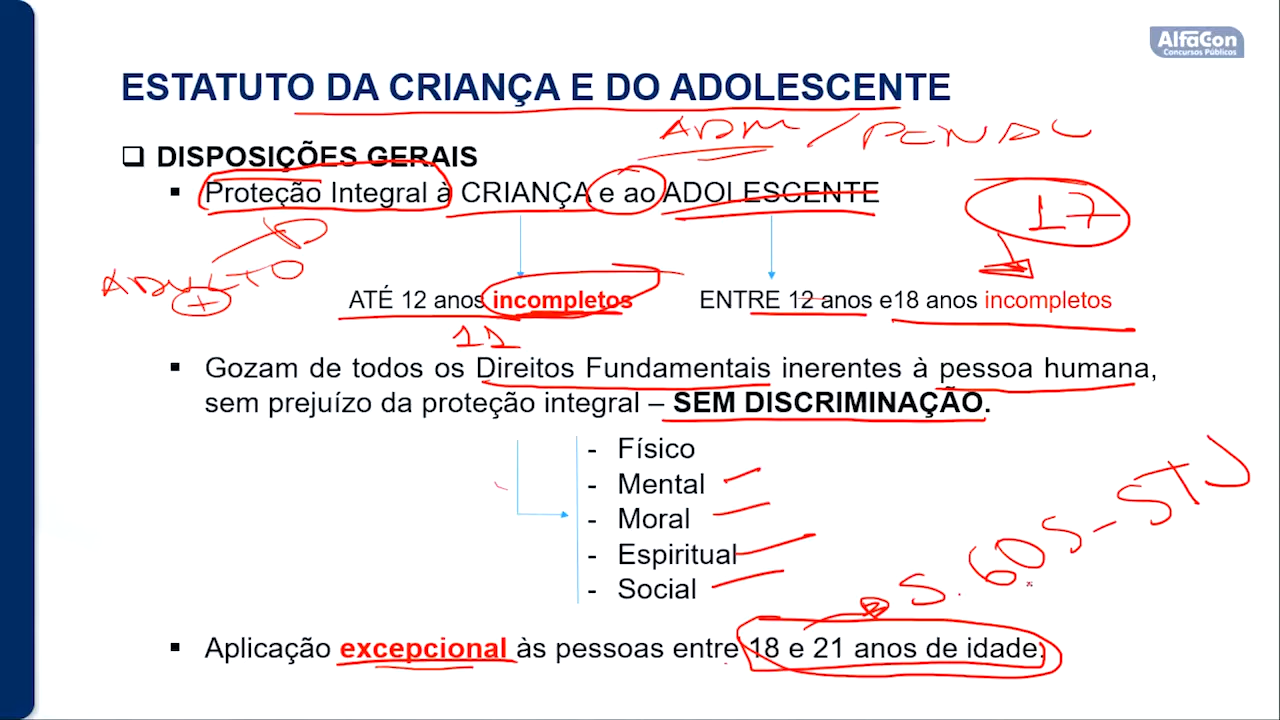 AlfaCon
Concursos Públicos
ESTATUTO DA CRIANÇA E DO ADOLESCENTE
ADM / PENAL
DISPOSIÇÕES GERAIS
Proteção Integral à CRIANÇA e ao ADOLESCENTE
17
ADULTO
+
ATÉ 12 anos incompletos
ENTRE 12 anos e18 anos incompletos
11
Gozam de todos os Direitos Fundamentais inerentes à pessoa humana,
sem prejuízo da proteção integral – SEM DISCRIMINAÇÃO.
- Físico
- Mental
- Moral
- Espiritual
- Social
S. 605 - STJ
Aplicação excepcional às pessoas entre 18 e 21 anos de idade.